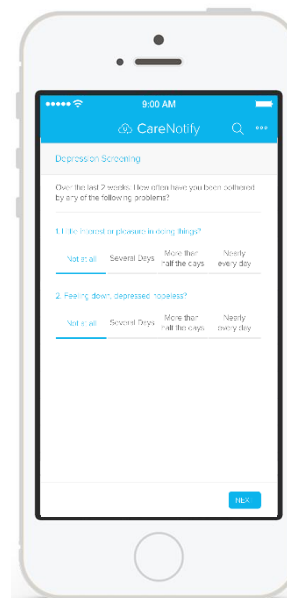 9:00 AM
CareNotify
Depression Screening
Over the last 2 weeks. How often have you been bothered
by any of the following problems?
1. Little interest or pleasure in doing things?
Not at all Several Days More than half the days Nearly every day
2. Feeling down, depressed hopeless?
Not at all Several Days More than half the days Nearly every day
NEXT